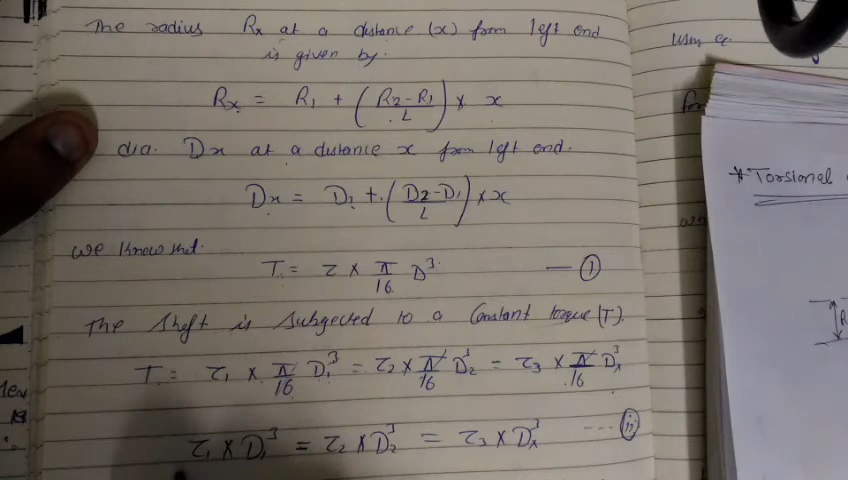 The radius Rx at a distance (x) from left end
is given by.
Rx = R1 + (R2-R1/L) × x
dia. Dx at a distance x from left end.
Dx = D1 + (D2-D1/L) × x
we know that.
T = τ × π/16 D³ — (i)
The shaft is subgected to a Constant torque (T).
T = τ1 × π/16 D1³ = τ2 × π/16 D2³ = τ3 × π/16 Dx³
τ1 × D1³ = τ2 × D2³ = τ3 × Dx³ --- (ii)
*Torsional
R